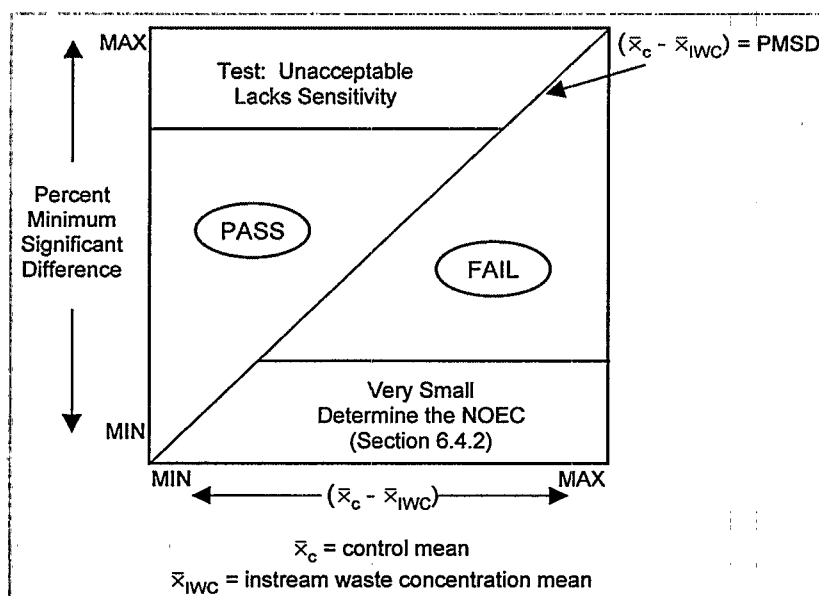 MAX
(x̄c - x̄IWC) = PMSD
Test: Unacceptable
Lacks Sensitivity
Percent
Minimum
Significant
Difference
PASS
FAIL
Very Small
Determine the NOEC
(Section 6.4.2)
MIN
MIN
(x̄c - x̄IWC)
MAX
x̄c = control mean
x̄IWC = instream waste concentration mean